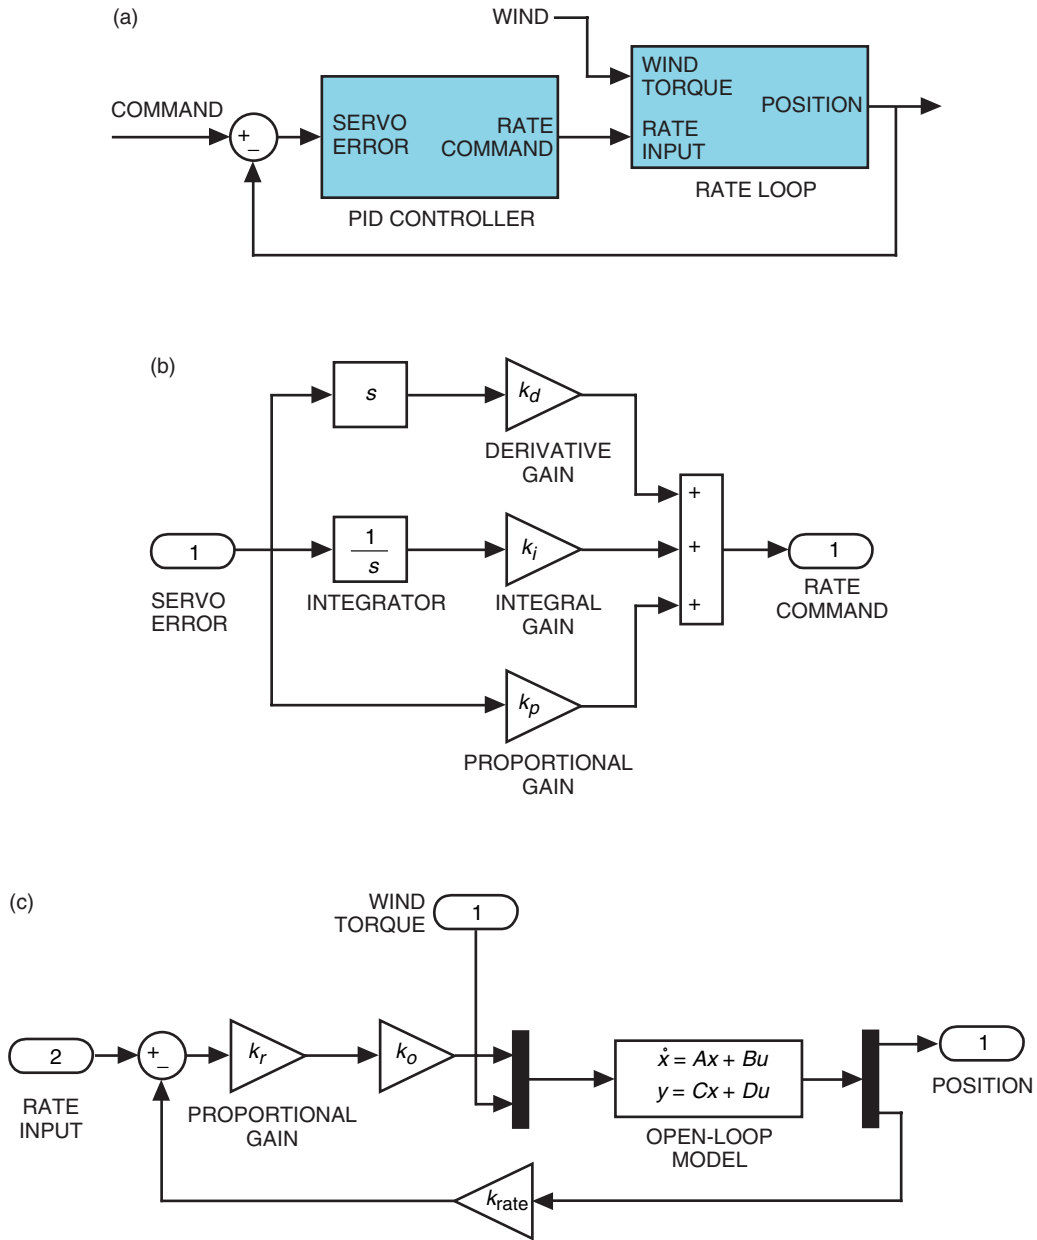 (a)
WIND
COMMAND
+
–
SERVO
ERROR
RATE
COMMAND
PID CONTROLLER
WIND
TORQUE
RATE
INPUT
POSITION
RATE LOOP
(b)
s
k_d
DERIVATIVE
GAIN
1
SERVO
ERROR
1
s
INTEGRATOR
k_i
INTEGRAL
GAIN
k_p
PROPORTIONAL
GAIN
+
+
+
1
RATE
COMMAND
(c)
WIND
TORQUE
1
2
RATE
INPUT
+
–
k_r
PROPORTIONAL
GAIN
k_o
ẋ = Ax + Bu
y = Cx + Du
OPEN-LOOP
MODEL
1
POSITION
k_rate